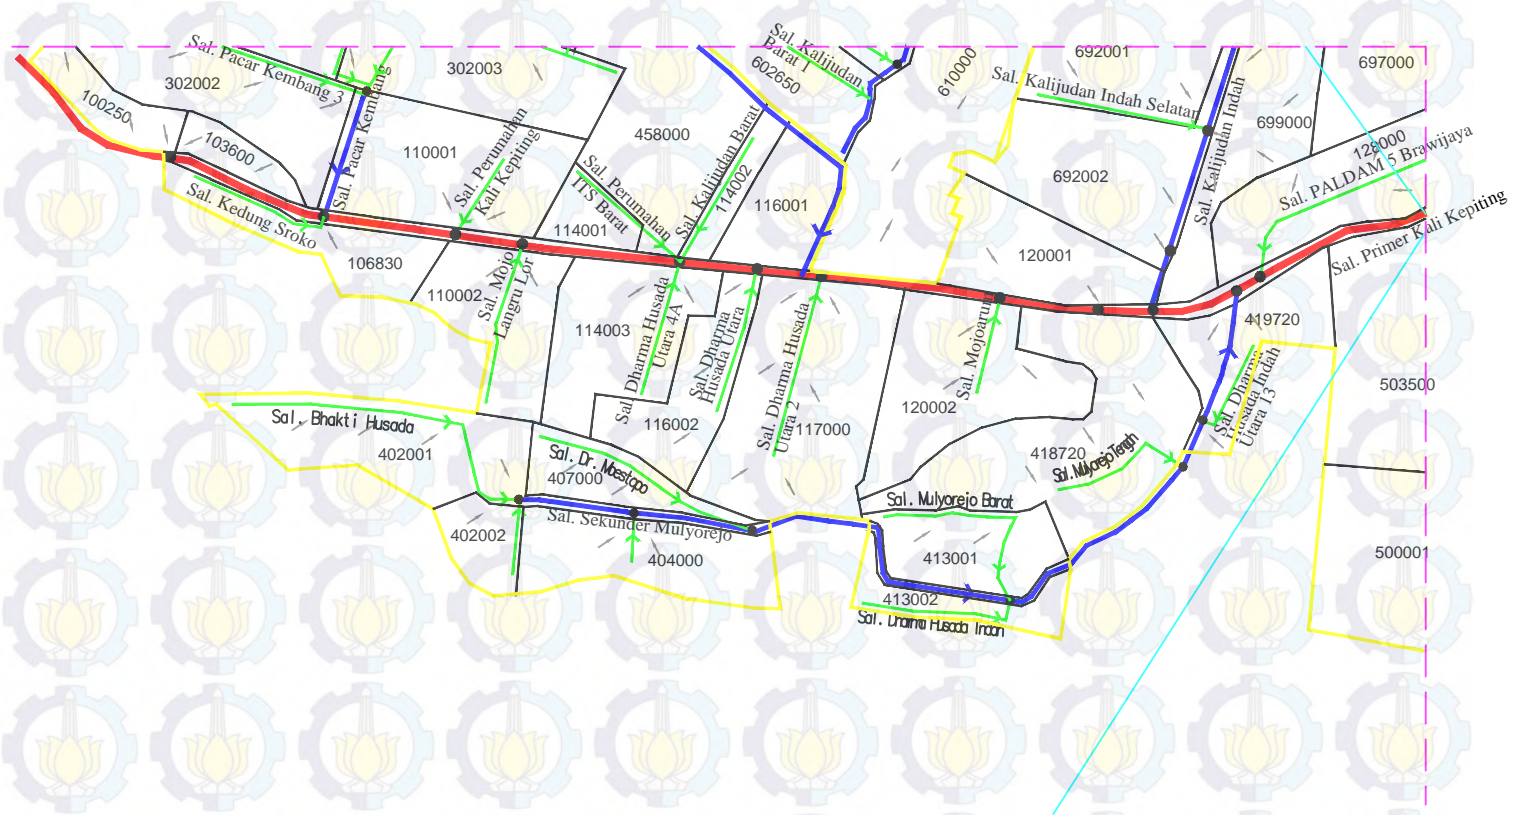 Sal. Pacar Kembang 3
302002
100250
103600
Sal. Kedung Sroko
Sal. Pacar Kembang
302003
110001
Sal. Perumahan
Kali Kepiting
106830
110002
Sal. Mojo
114001
Sal. Perumahan
ITS Barat
458000
Sal. Kalijudan Barat
114002
116001
602650
Sal. Kalijudan
Barat 1
610000
692001
Sal. Kalijudan Indah Selatan
692002
Sal. Kalijudan Indah
699000
697000
128000
Sal. PALDAM 5 Brawijaya
Sal. Primer Kali Kepiting
120001
114003
Sal. Dharma Husada
Utara 4A
Sal. Dharma
Husada Utara
116002
Sal. Dharma Husada
Utara 2
117000
Sal. Mojoarum
120002
419720
503500
500001
Sal. Dharma
Husada Indah
Utara 13
418720
Sal. Mulyorejo Tengah
Sal. Mulyorejo Barat
413001
413002
Sal. Dharma Husada Indah
Sal. Bhakti Husada
402001
402002
Sal. Dr. Moestopo
407000
Sal. Sekunder Mulyorejo
404000